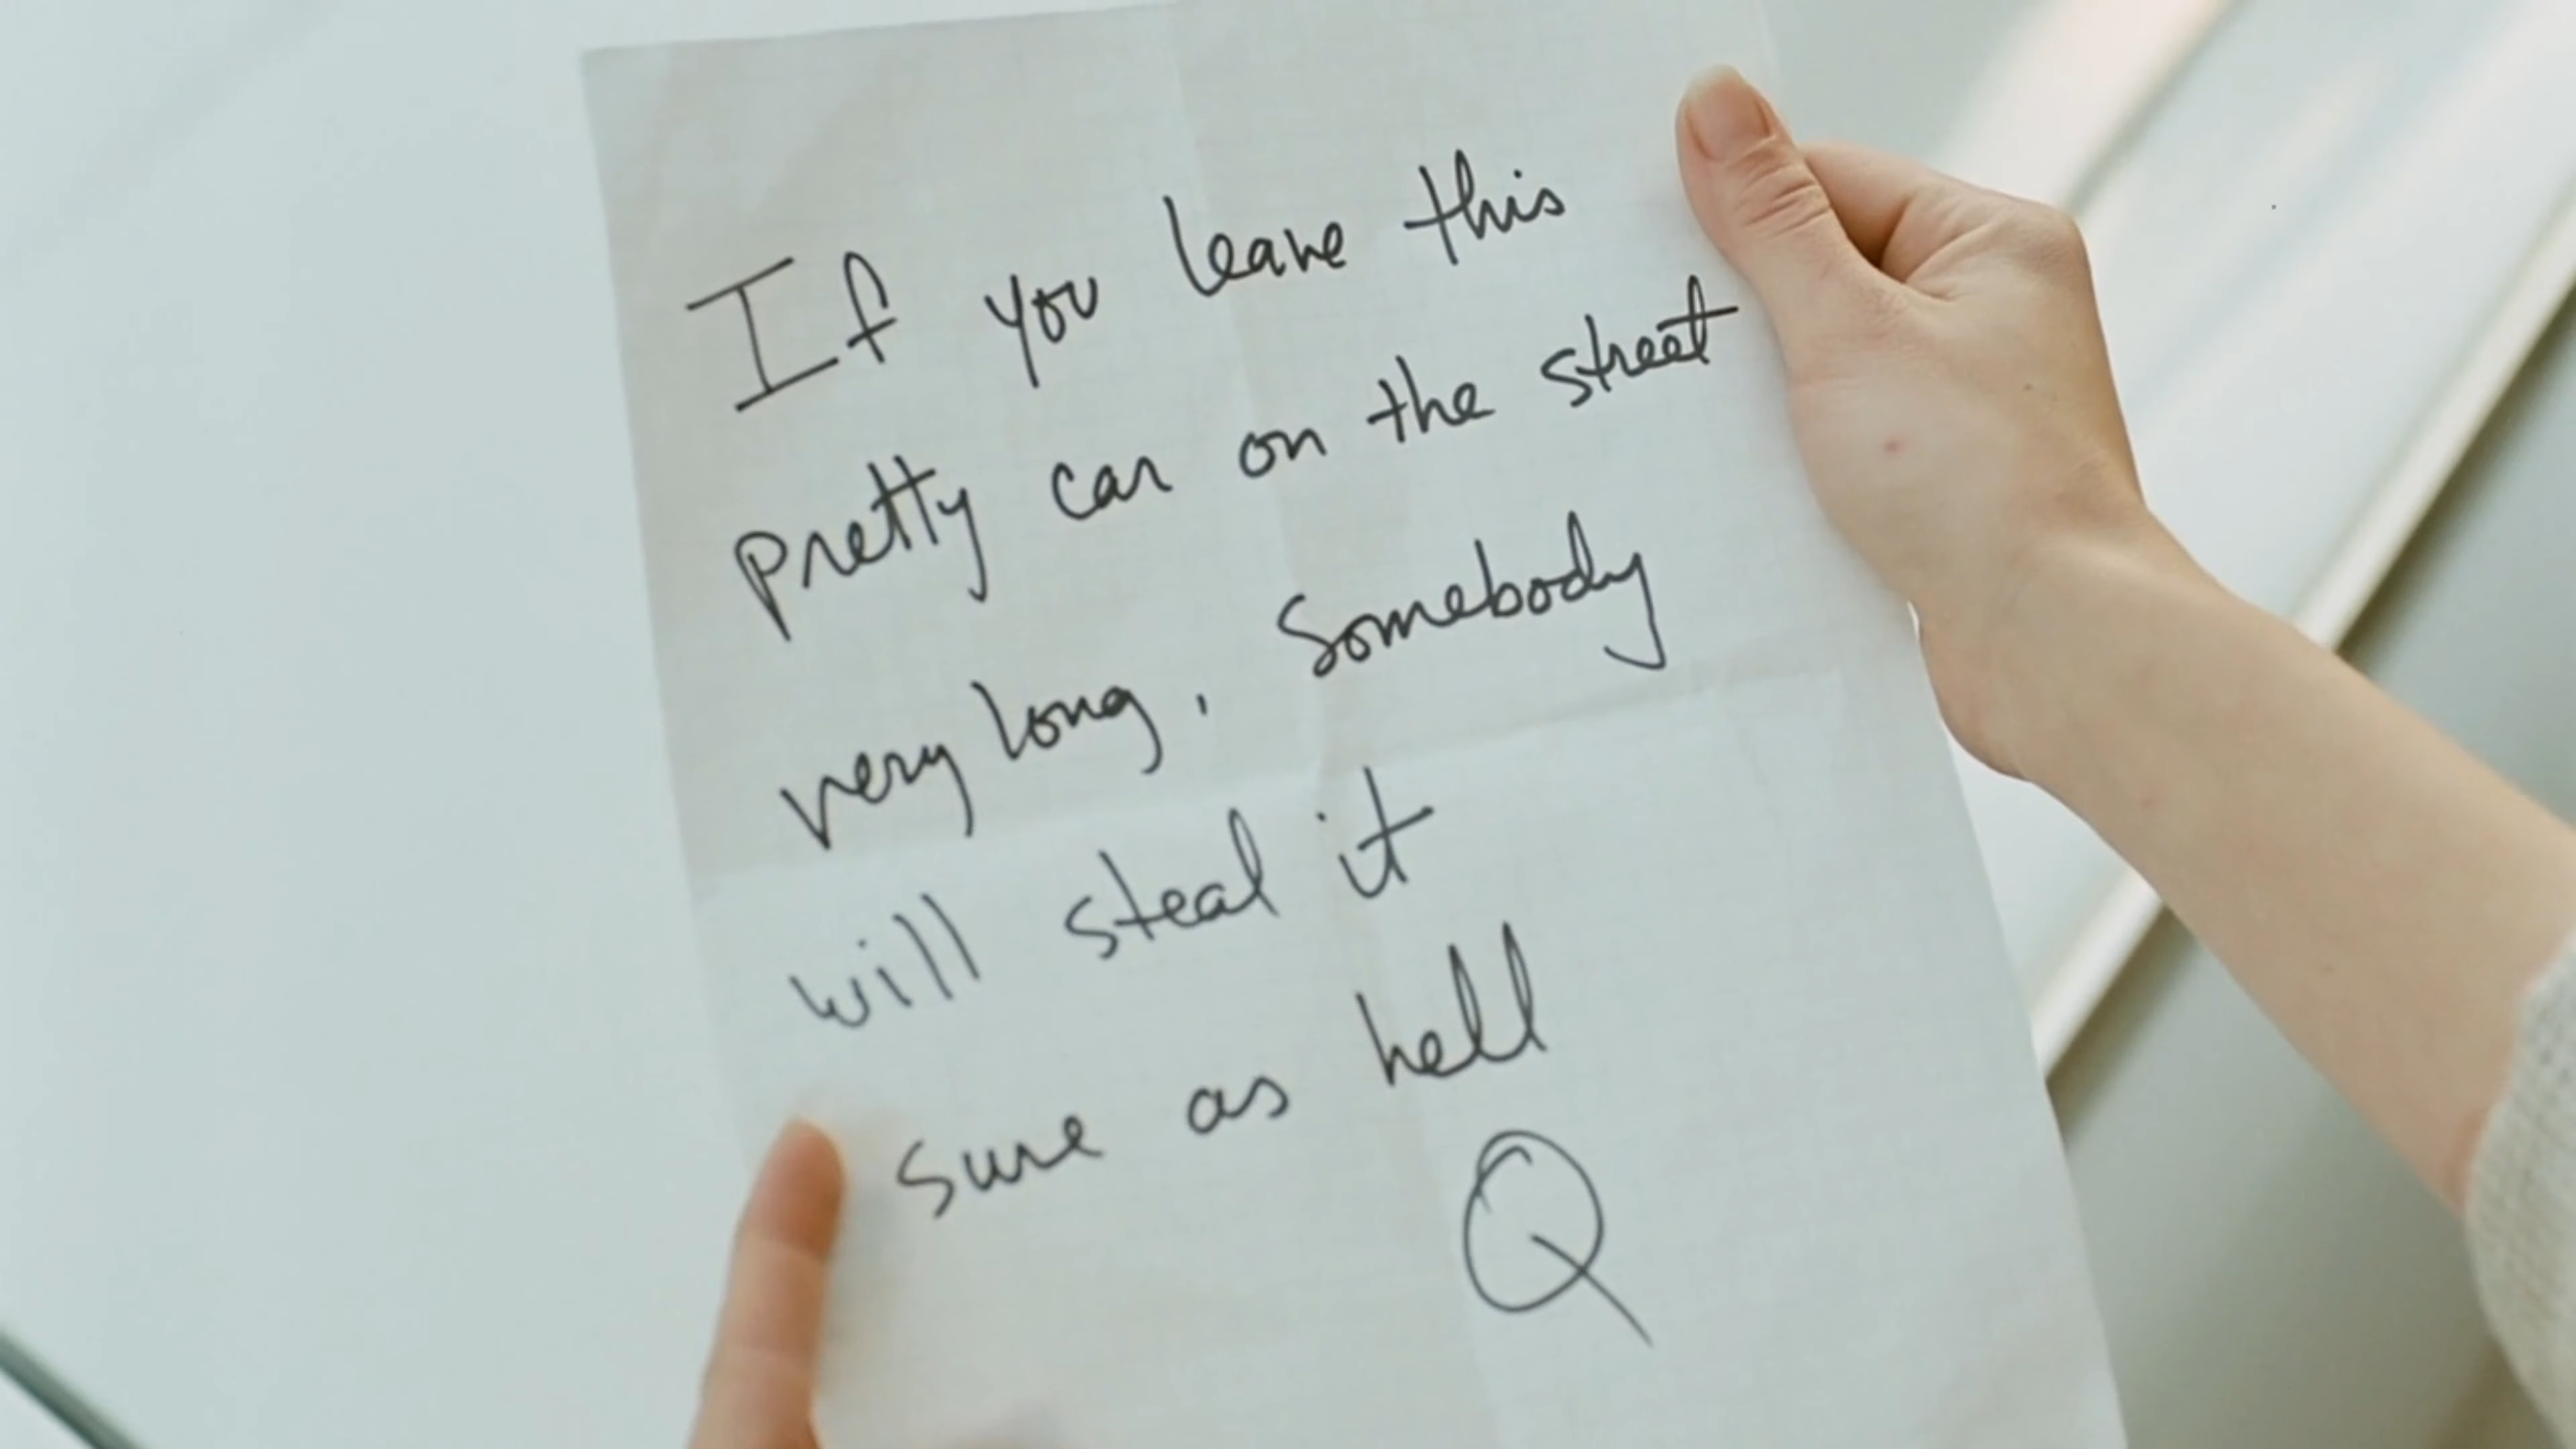 If you leave this
pretty car on the street
very long, somebody
will steal it
sure as hell
Q